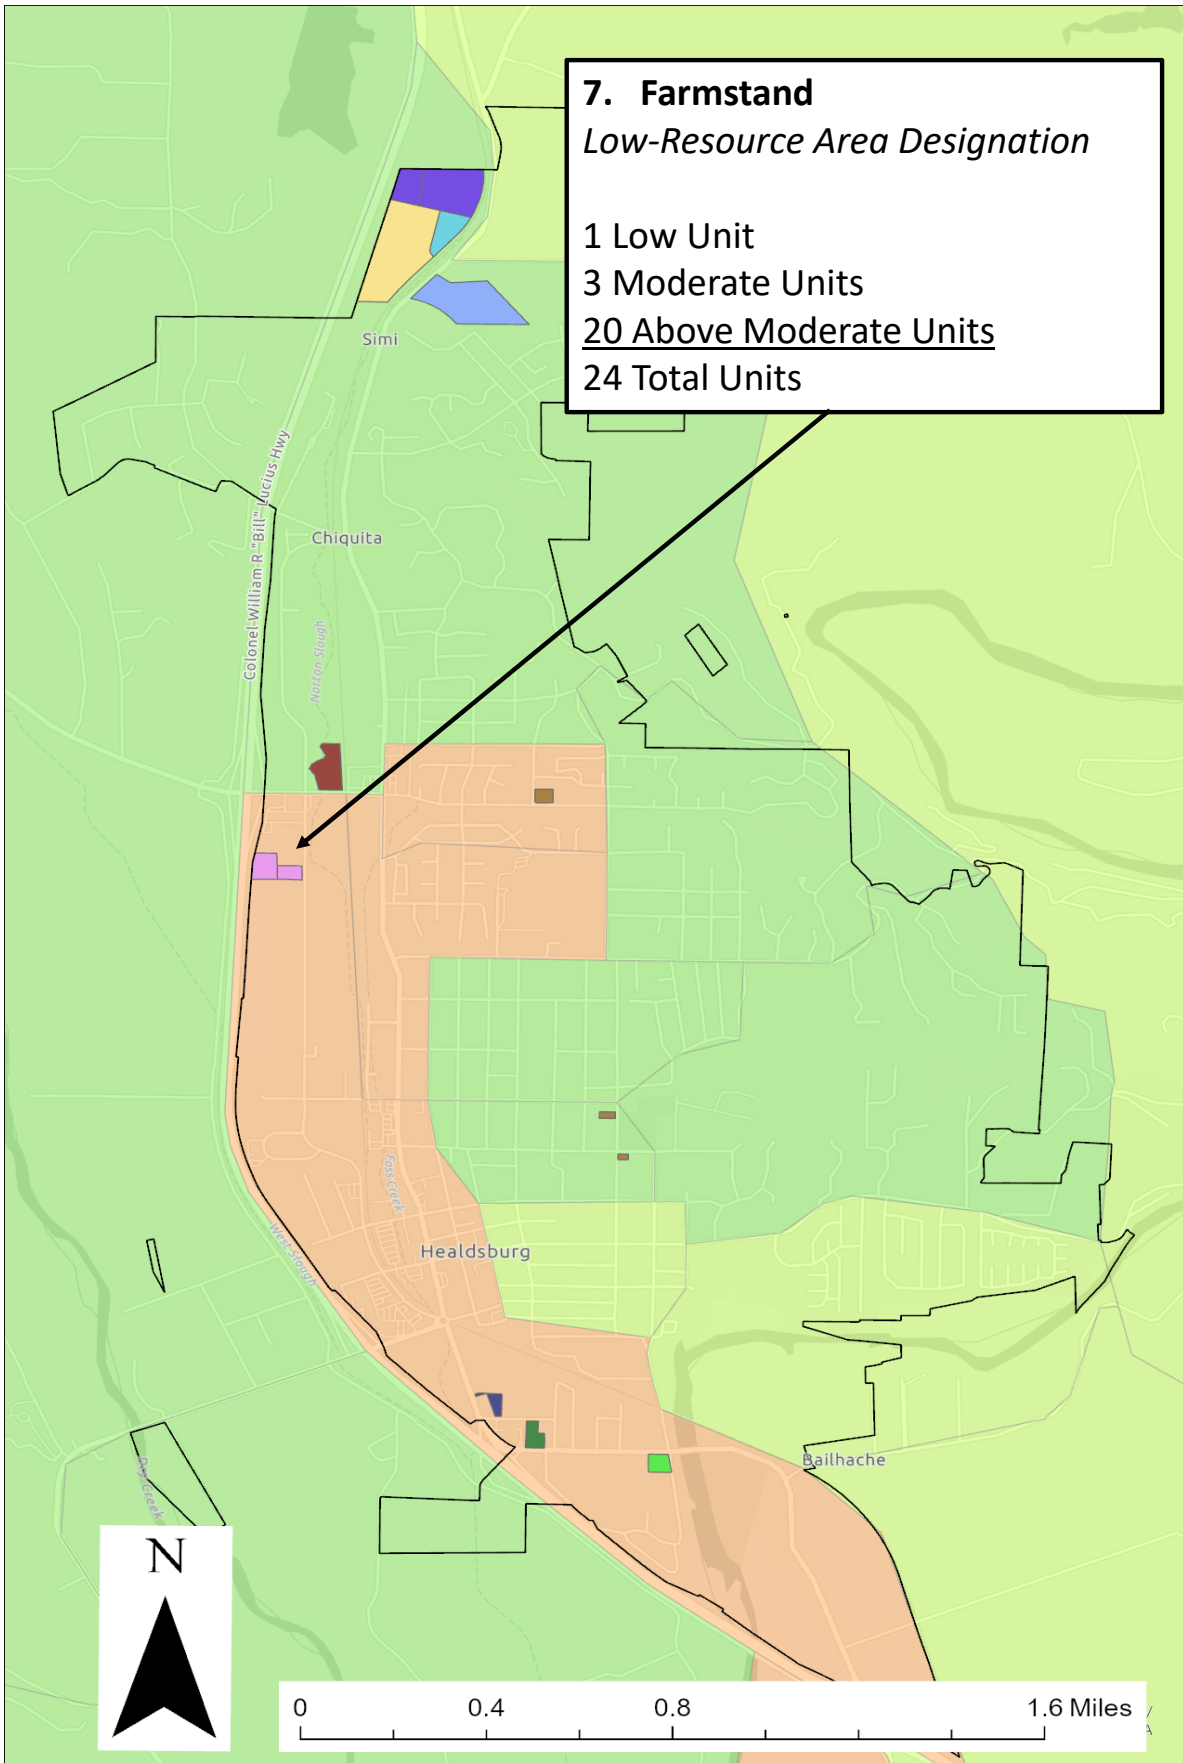 7. Farmstand
Low-Resource Area Designation
1 Low Unit
3 Moderate Units
20 Above Moderate Units
24 Total Units
Simi
Colonel William R "Bill" Lucius Hwy
Chiquita
Norton Slough
Foss Creek
West Slough
Healdsburg
Bailhache
Dry Creek
N
0 0.4 0.8 1.6 Miles